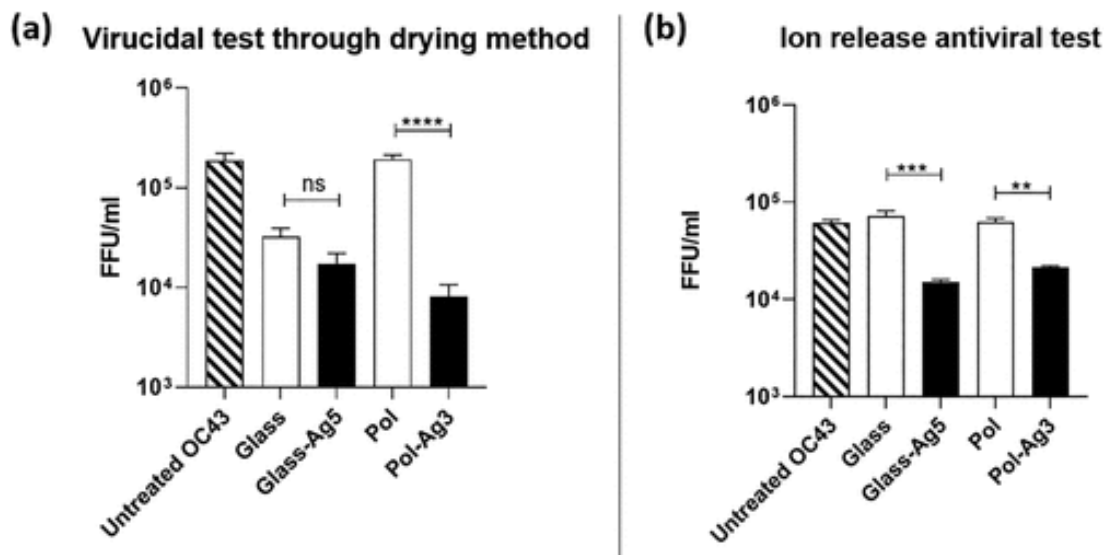 (a) Virucidal test through drying method
FFU/ml
10⁶
10⁵
10⁴
10³
ns
****
Untreated OC43
Glass
Glass-Ag5
Pol
Pol-Ag3
(b) Ion release antiviral test
FFU/ml
10⁶
10⁵
10⁴
10³
***
**
Untreated OC43
Glass
Glass-Ag5
Pol
Pol-Ag3